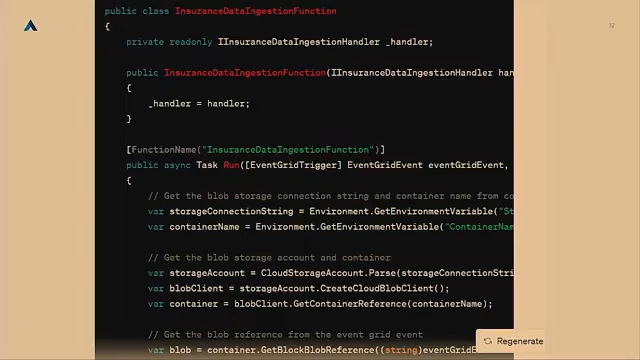 public class InsuranceDataIngestionFunction
{
private readonly IInsuranceDataIngestionHandler _handler;
public InsuranceDataIngestionFunction(IInsuranceDataIngestionHandler han
{
_handler = handler;
}
[FunctionName("InsuranceDataIngestionFunction")]
public async Task Run([EventGridTrigger] EventGridEvent eventGridEvent,
{
// Get the blob storage connection string and container name from co
var storageConnectionString = Environment.GetEnvironmentVariable("St
var containerName = Environment.GetEnvironmentVariable("ContainerNam
// Get the blob storage account and container
var storageAccount = CloudStorageAccount.Parse(storageConnectionStri
var blobClient = storageAccount.CreateCloudBlobClient();
var container = blobClient.GetContainerReference(containerName);
// Get the blob reference from the event grid event
var blob = container.GetBlockBlobReference((string)eventGridE
Regenerate